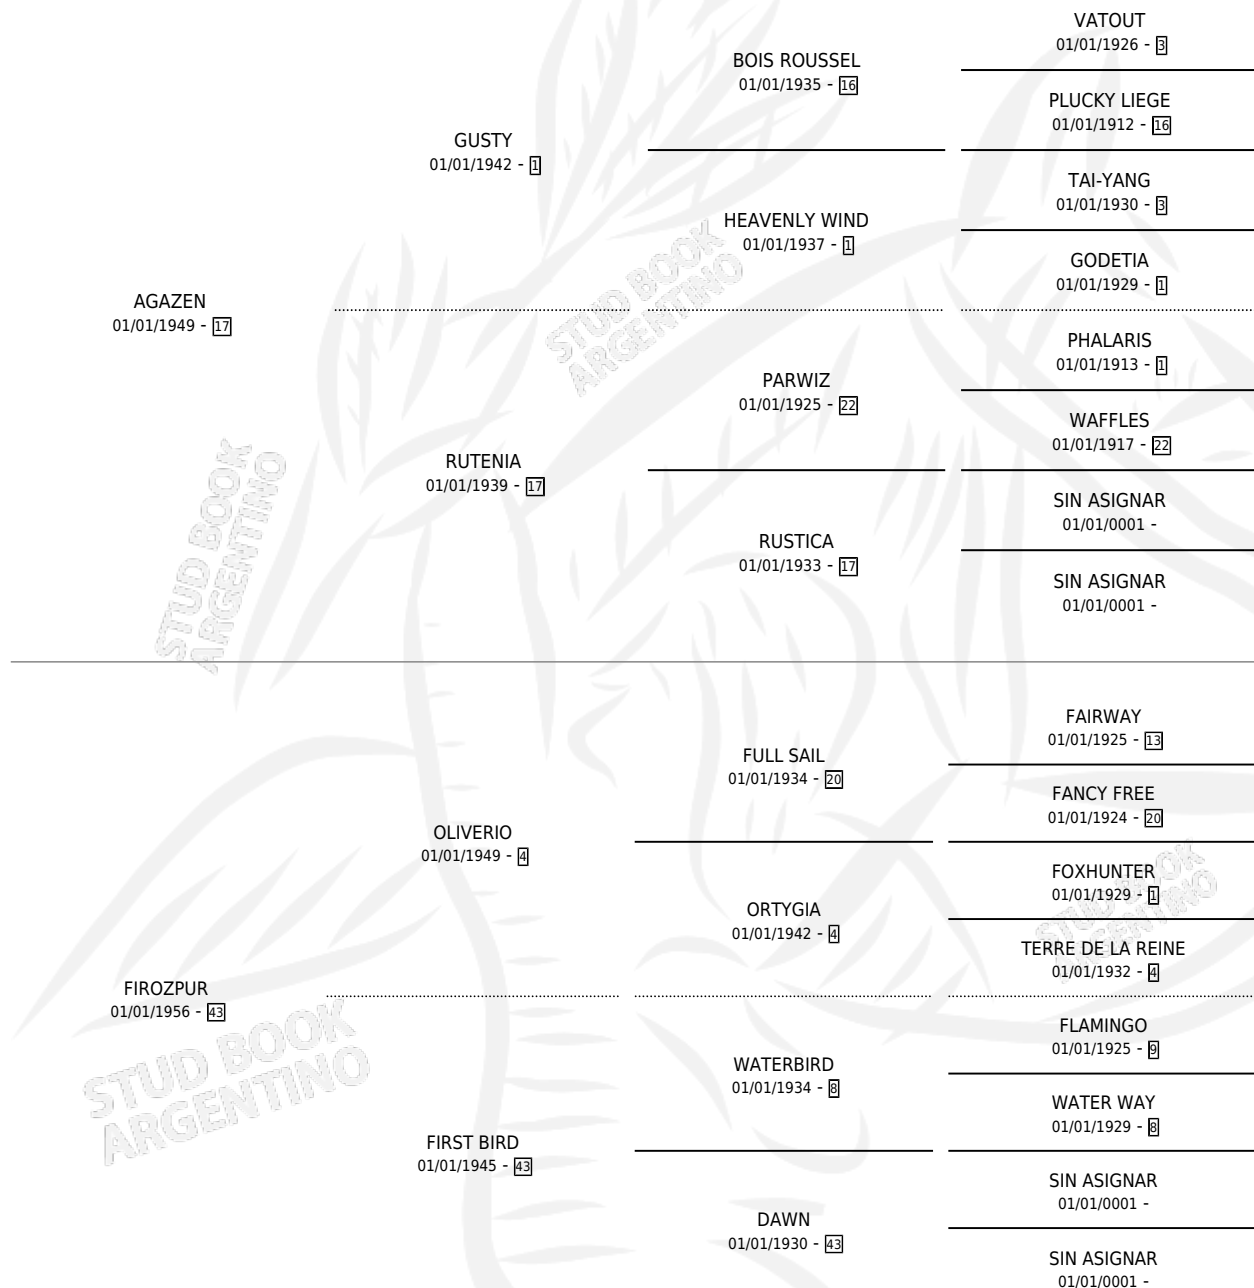 VATOUT
01/01/1926 - 3
BOIS ROUSSEL
01/01/1935 - 16
PLUCKY LIEGE
01/01/1912 - 16
GUSTY
01/01/1942 - 1
TAI-YANG
01/01/1930 - 3
HEAVENLY WIND
01/01/1937 - 1
GODETIA
01/01/1929 - 1
AGAZEN
01/01/1949 - 17
STUD BOOK
ARGENTINO
PHALARIS
01/01/1913 - 1
PARWIZ
01/01/1925 - 22
WAFFLES
01/01/1917 - 22
RUTENIA
01/01/1939 - 17
SIN ASIGNAR
01/01/0001 -
RUSTICA
01/01/1933 - 17
SIN ASIGNAR
01/01/0001 -
STUD BOOK
ARGENTINO
FAIRWAY
01/01/1925 - 13
FULL SAIL
01/01/1934 - 20
FANCY FREE
01/01/1924 - 20
OLIVERIO
01/01/1949 - 4
FOXHUNTER
01/01/1929 - 1
STUD BOOK
ARGENTINO
ORTYGIA
01/01/1942 - 4
TERRE DE LA REINE
01/01/1932 - 4
FIROZPUR
01/01/1956 - 43
STUD BOOK
ARGENTINO
FLAMINGO
01/01/1925 - 9
WATERBIRD
01/01/1934 - 8
WATER WAY
01/01/1929 - 8
FIRST BIRD
01/01/1945 - 43
SIN ASIGNAR
01/01/0001 -
DAWN
01/01/1930 - 43
SIN ASIGNAR
01/01/0001 -